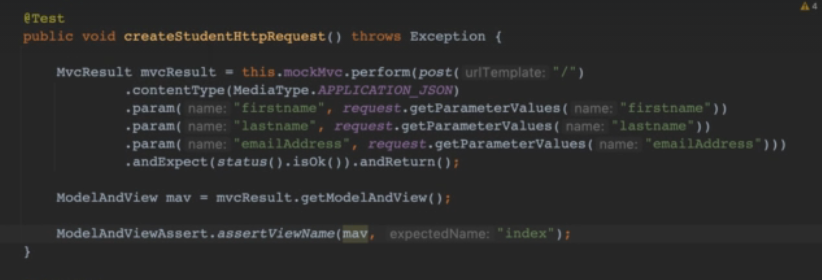 4
@Test
public void createStudentHttpRequest() throws Exception {
MvcResult mvcResult = this.mockMvc.perform(post( urlTemplate: "/")
.contentType(MediaType.APPLICATION_JSON)
.param( name: "firstname", request.getParameterValues( name: "firstname"))
.param( name: "lastname", request.getParameterValues( name: "lastname"))
.param( name: "emailAddress", request.getParameterValues( name: "emailAddress")))
.andExpect(status().isOk()).andReturn();
ModelAndView mav = mvcResult.getModelAndView();
ModelAndViewAssert.assertViewName(mav, expectedName: "index");
}